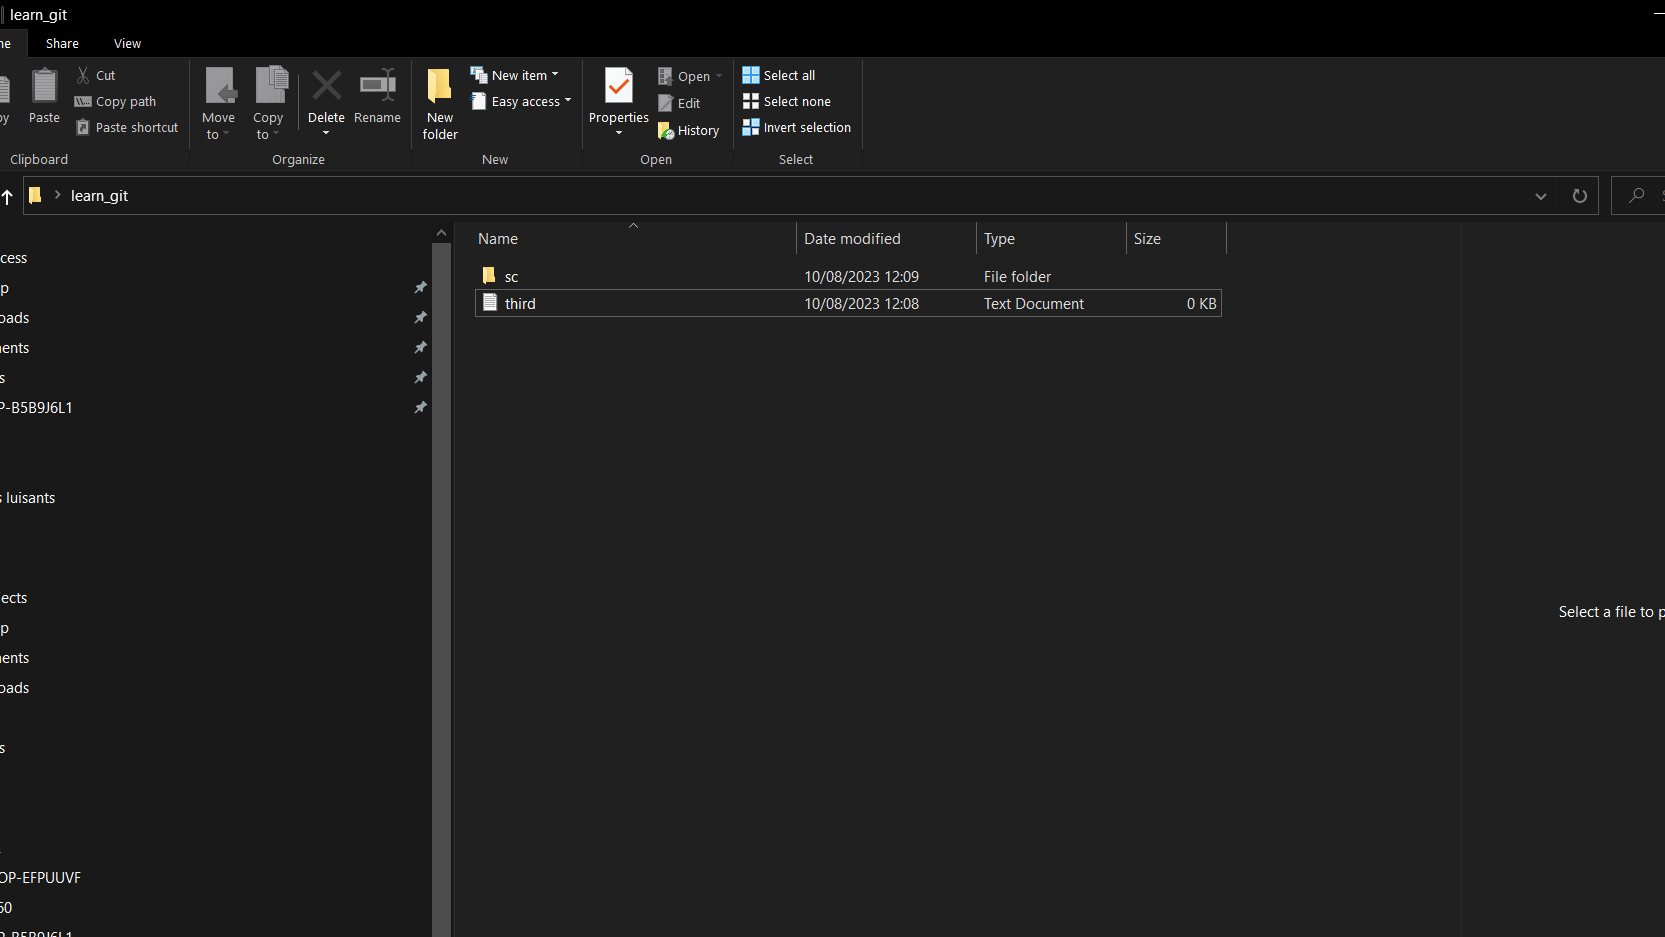 learn_git
Share View
Cut
Copy path
Paste shortcut
Paste
Clipboard
Move to
Copy to
Delete
Rename
Organize
New folder
New item
Easy access
New
Properties
Open
Edit
History
Open
Select all
Select none
Invert selection
Select
learn_git
Name Date modified Type Size
sc 10/08/2023 12:09 File folder
third 10/08/2023 12:08 Text Document 0 KB
cess
p
oads
ents
s
P-B5B9J6L1
s luisants
ects
p
ents
oads
s
OP-EFPUUVF
60
P-B5B9J6L1
Select a file to p